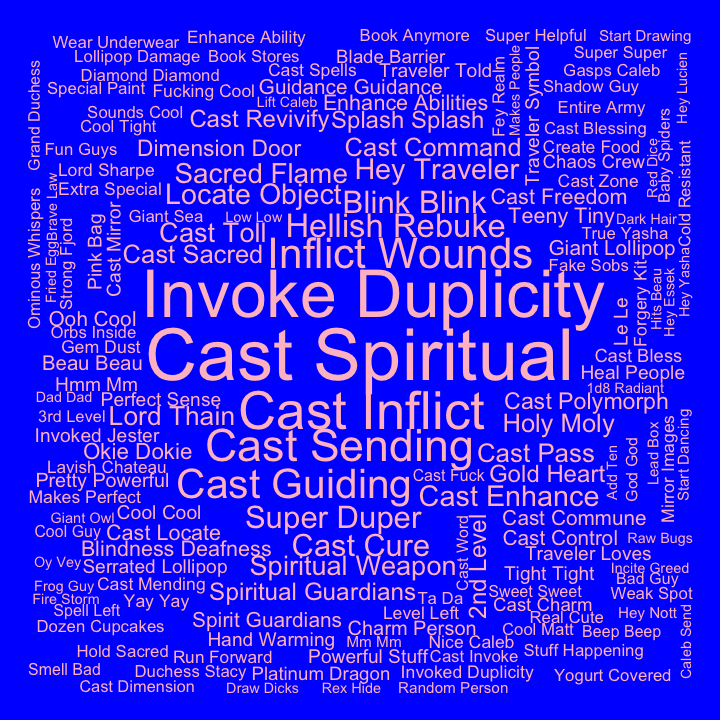 Wear Underwear
Enhance Ability
Book Anymore
Super Helpful
Start Drawing
Lollipop Damage
Book Stores
Blade Barrier
Super Super
Diamond Diamond
Cast Spells
Traveler Told
Gasps Caleb
Special Paint
Fucking Cool
Guidance Guidance
Shadow Guy
Grand Duchess
Lift Caleb
Enhance Abilities
Fey Realm
Makes People
Traveler Symbol
Entire Army
Hey Lucien
Sounds Cool
Cool Tight
Cast Revivify
Splash Splash
Cast Blessing
Fun Guys
Dimension Door
Cast Command
Create Food
Chaos Crew
Red Dice
Baby Spiders
Lord Sharpe
Sacred Flame
Hey Traveler
Cast Zone
Extra Special
Locate Object
Blink Blink
Cast Freedom
Ominous Whispers
Fried Egg
Brave Law
Strong Fjord
Pink Bag
Cast Mirror
Giant Sea
Low Low
Hellish Rebuke
Teeny Tiny
Dark Hair
Cast Toll
True Yasha
Cold Resistant
Cast Sacred
Inflict Wounds
Giant Lollipop
Fake Sobs
Hey Yasha
Invoke Duplicity
Le Le
Forgery Kit
Hits Beau
Hey Essek
Ooh Cool
Orbs Inside
Gem Dust
Cast Spiritual
Cast Bless
Beau Beau
Heal People
Hmm Mm
1d8 Radiant
Dad Dad
Perfect Sense
Cast Inflict
Cast Polymorph
3rd Level
Lord Thain
Holy Moly
Invoked Jester
Okie Dokie
Cast Sending
Cast Pass
Add Ten
God God
Lead Box
Mirror Images
Start Dancing
Lavish Chateau
Pretty Powerful
Cast Guiding
Cast Fuck
Gold Heart
Makes Perfect
Cast Enhance
Giant Owl
Cool Cool
Super Duper
Cast Commune
Cool Guy
Cast Locate
Cast Control
Raw Bugs
Blindness Deafness
Cast Cure
Cast Word
2nd Level
Traveler Loves
Oy Vey
Serrated Lollipop
Spiritual Weapon
Tight Tight
Incite Greed
Bad Guy
Frog Guy
Cast Mending
Spiritual Guardians
Sweet Sweet
Weak Spot
Fire Storm
Yay Yay
Ta Da
Cast Charm
Spell Left
Spirit Guardians
Level Left
Real Cute
Hey Nott
Caleb Send
Dozen Cupcakes
Charm Person
Cool Matt
Beep Beep
Hand Warming
Mm Mm
Nice Caleb
Hold Sacred
Run Forward
Powerful Stuff
Cast Invoke
Stuff Happening
Smell Bad
Duchess Stacy
Platinum Dragon
Invoked Duplicity
Yogurt Covered
Cast Dimension
Draw Dicks
Rex Hide
Random Person